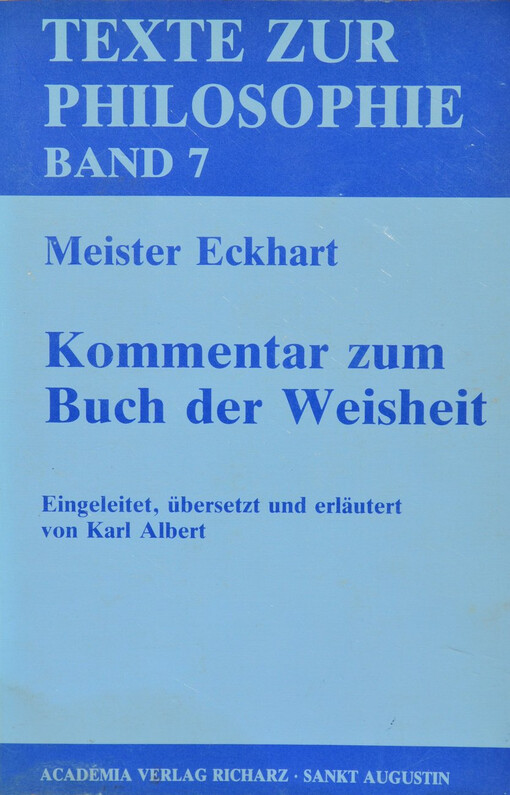 TEXTE ZUR
PHILOSOPHIE
BAND 7
Meister Eckhart
Kommentar zum
Buch der Weisheit
Eingeleitet, übersetzt und erläutert
von Karl Albert
ACADEMIA VERLAG RICHARZ · SANKT AUGUSTIN